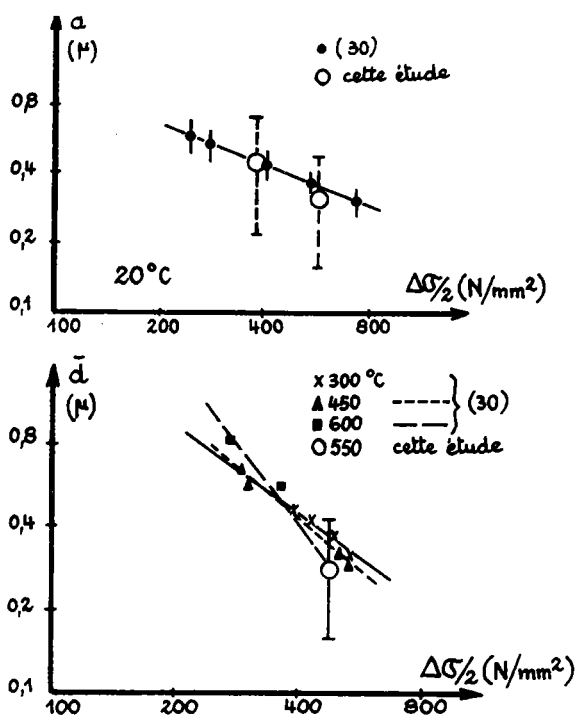 a
(μ)
• (30)
○ cette étude
0,8
0,4
0,2
0,1
20°C
Δσ/2 (N/mm²)
100 200 400 800
d̄
(μ)
× 300 °C
▲ 450 ----- } (30)
■ 600 — —
○ 550 cette étude
0,8
0,4
0,2
0,1
Δσ/2 (N/mm²)
100 200 400 800